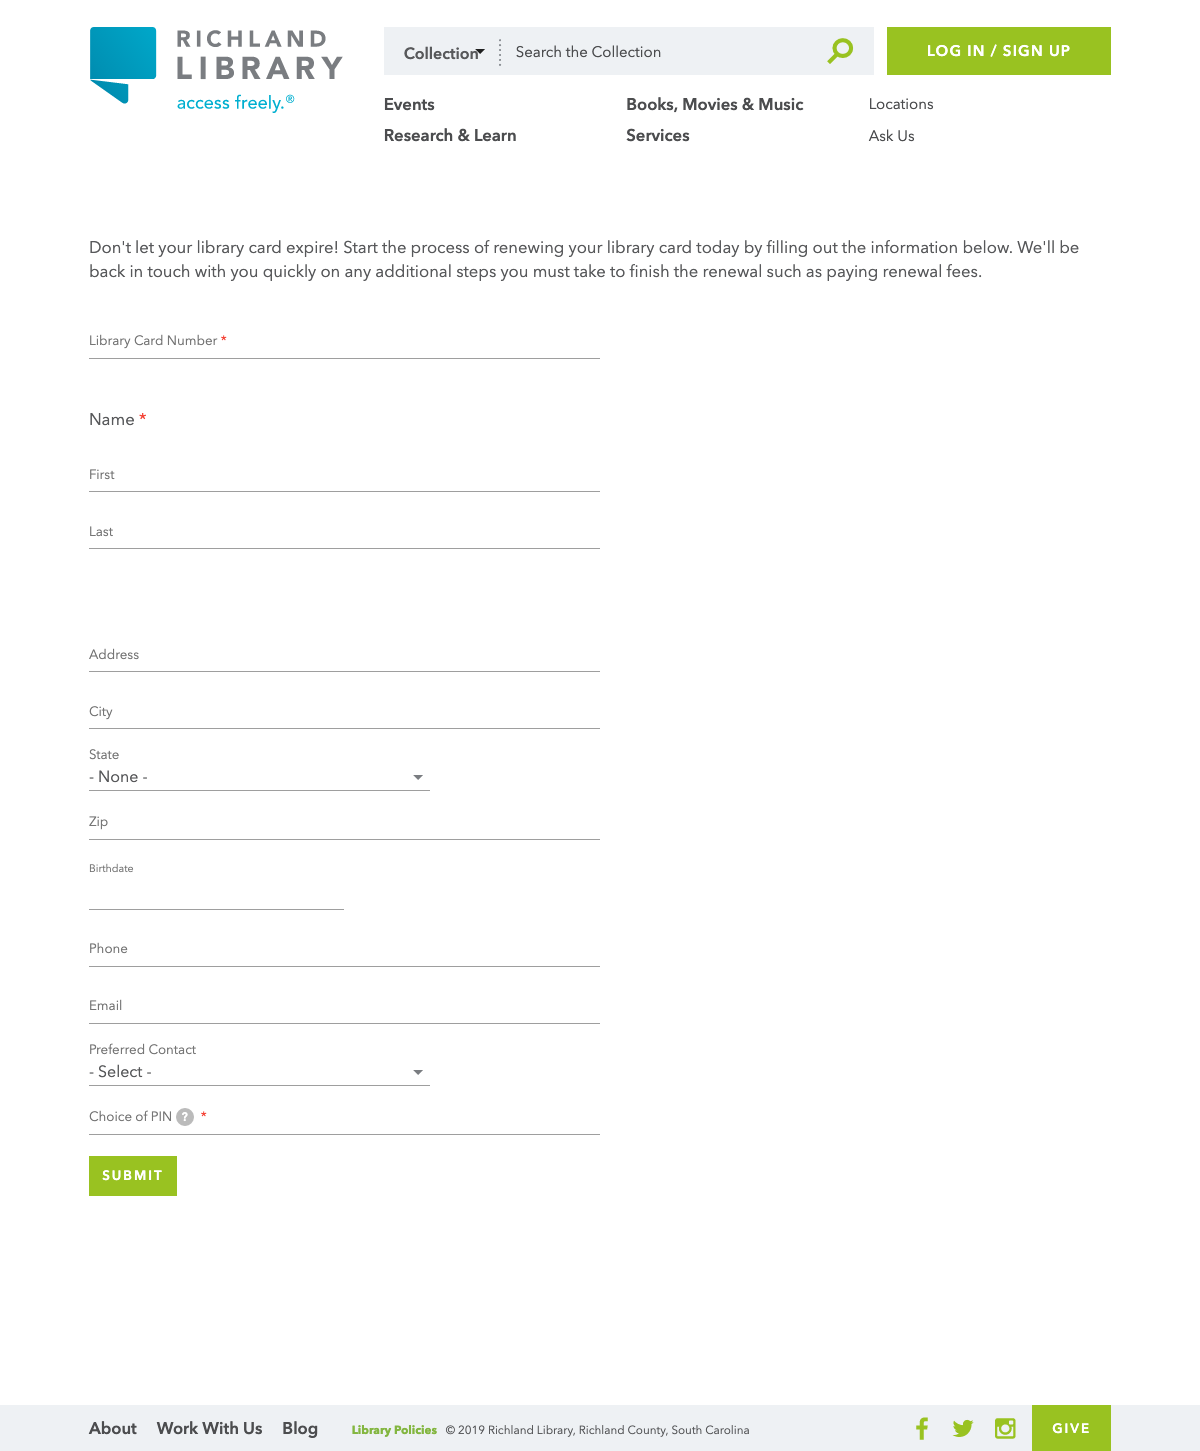 RICHLAND
LIBRARY
access freely.®
Collection
Search the Collection
LOG IN / SIGN UP
Events
Books, Movies & Music
Locations
Research & Learn
Services
Ask Us
Don't let your library card expire! Start the process of renewing your library card today by filling out the information below. We'll be
back in touch with you quickly on any additional steps you must take to finish the renewal such as paying renewal fees.
Library Card Number *
Name *
First
Last
Address
City
State
- None -
Zip
Birthdate
Phone
Email
Preferred Contact
- Select -
Choice of PIN ? *
SUBMIT
About
Work With Us
Blog
Library Policies
© 2019 Richland Library, Richland County, South Carolina
GIVE